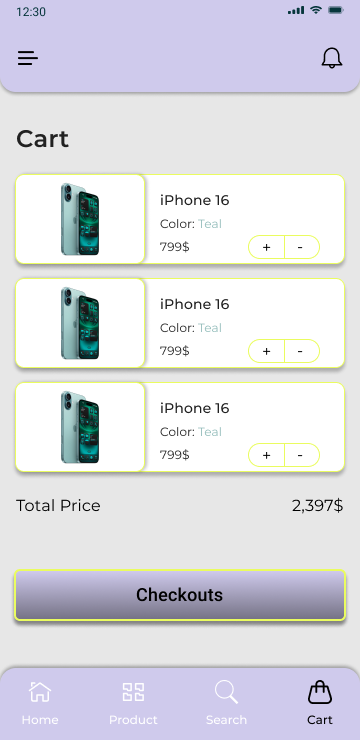 12:30
Cart
iPhone 16
Color: Teal
799$
+ -
iPhone 16
Color: Teal
799$
+ -
iPhone 16
Color: Teal
799$
+ -
Total Price 2,397$
Checkouts
Home Product Search Cart